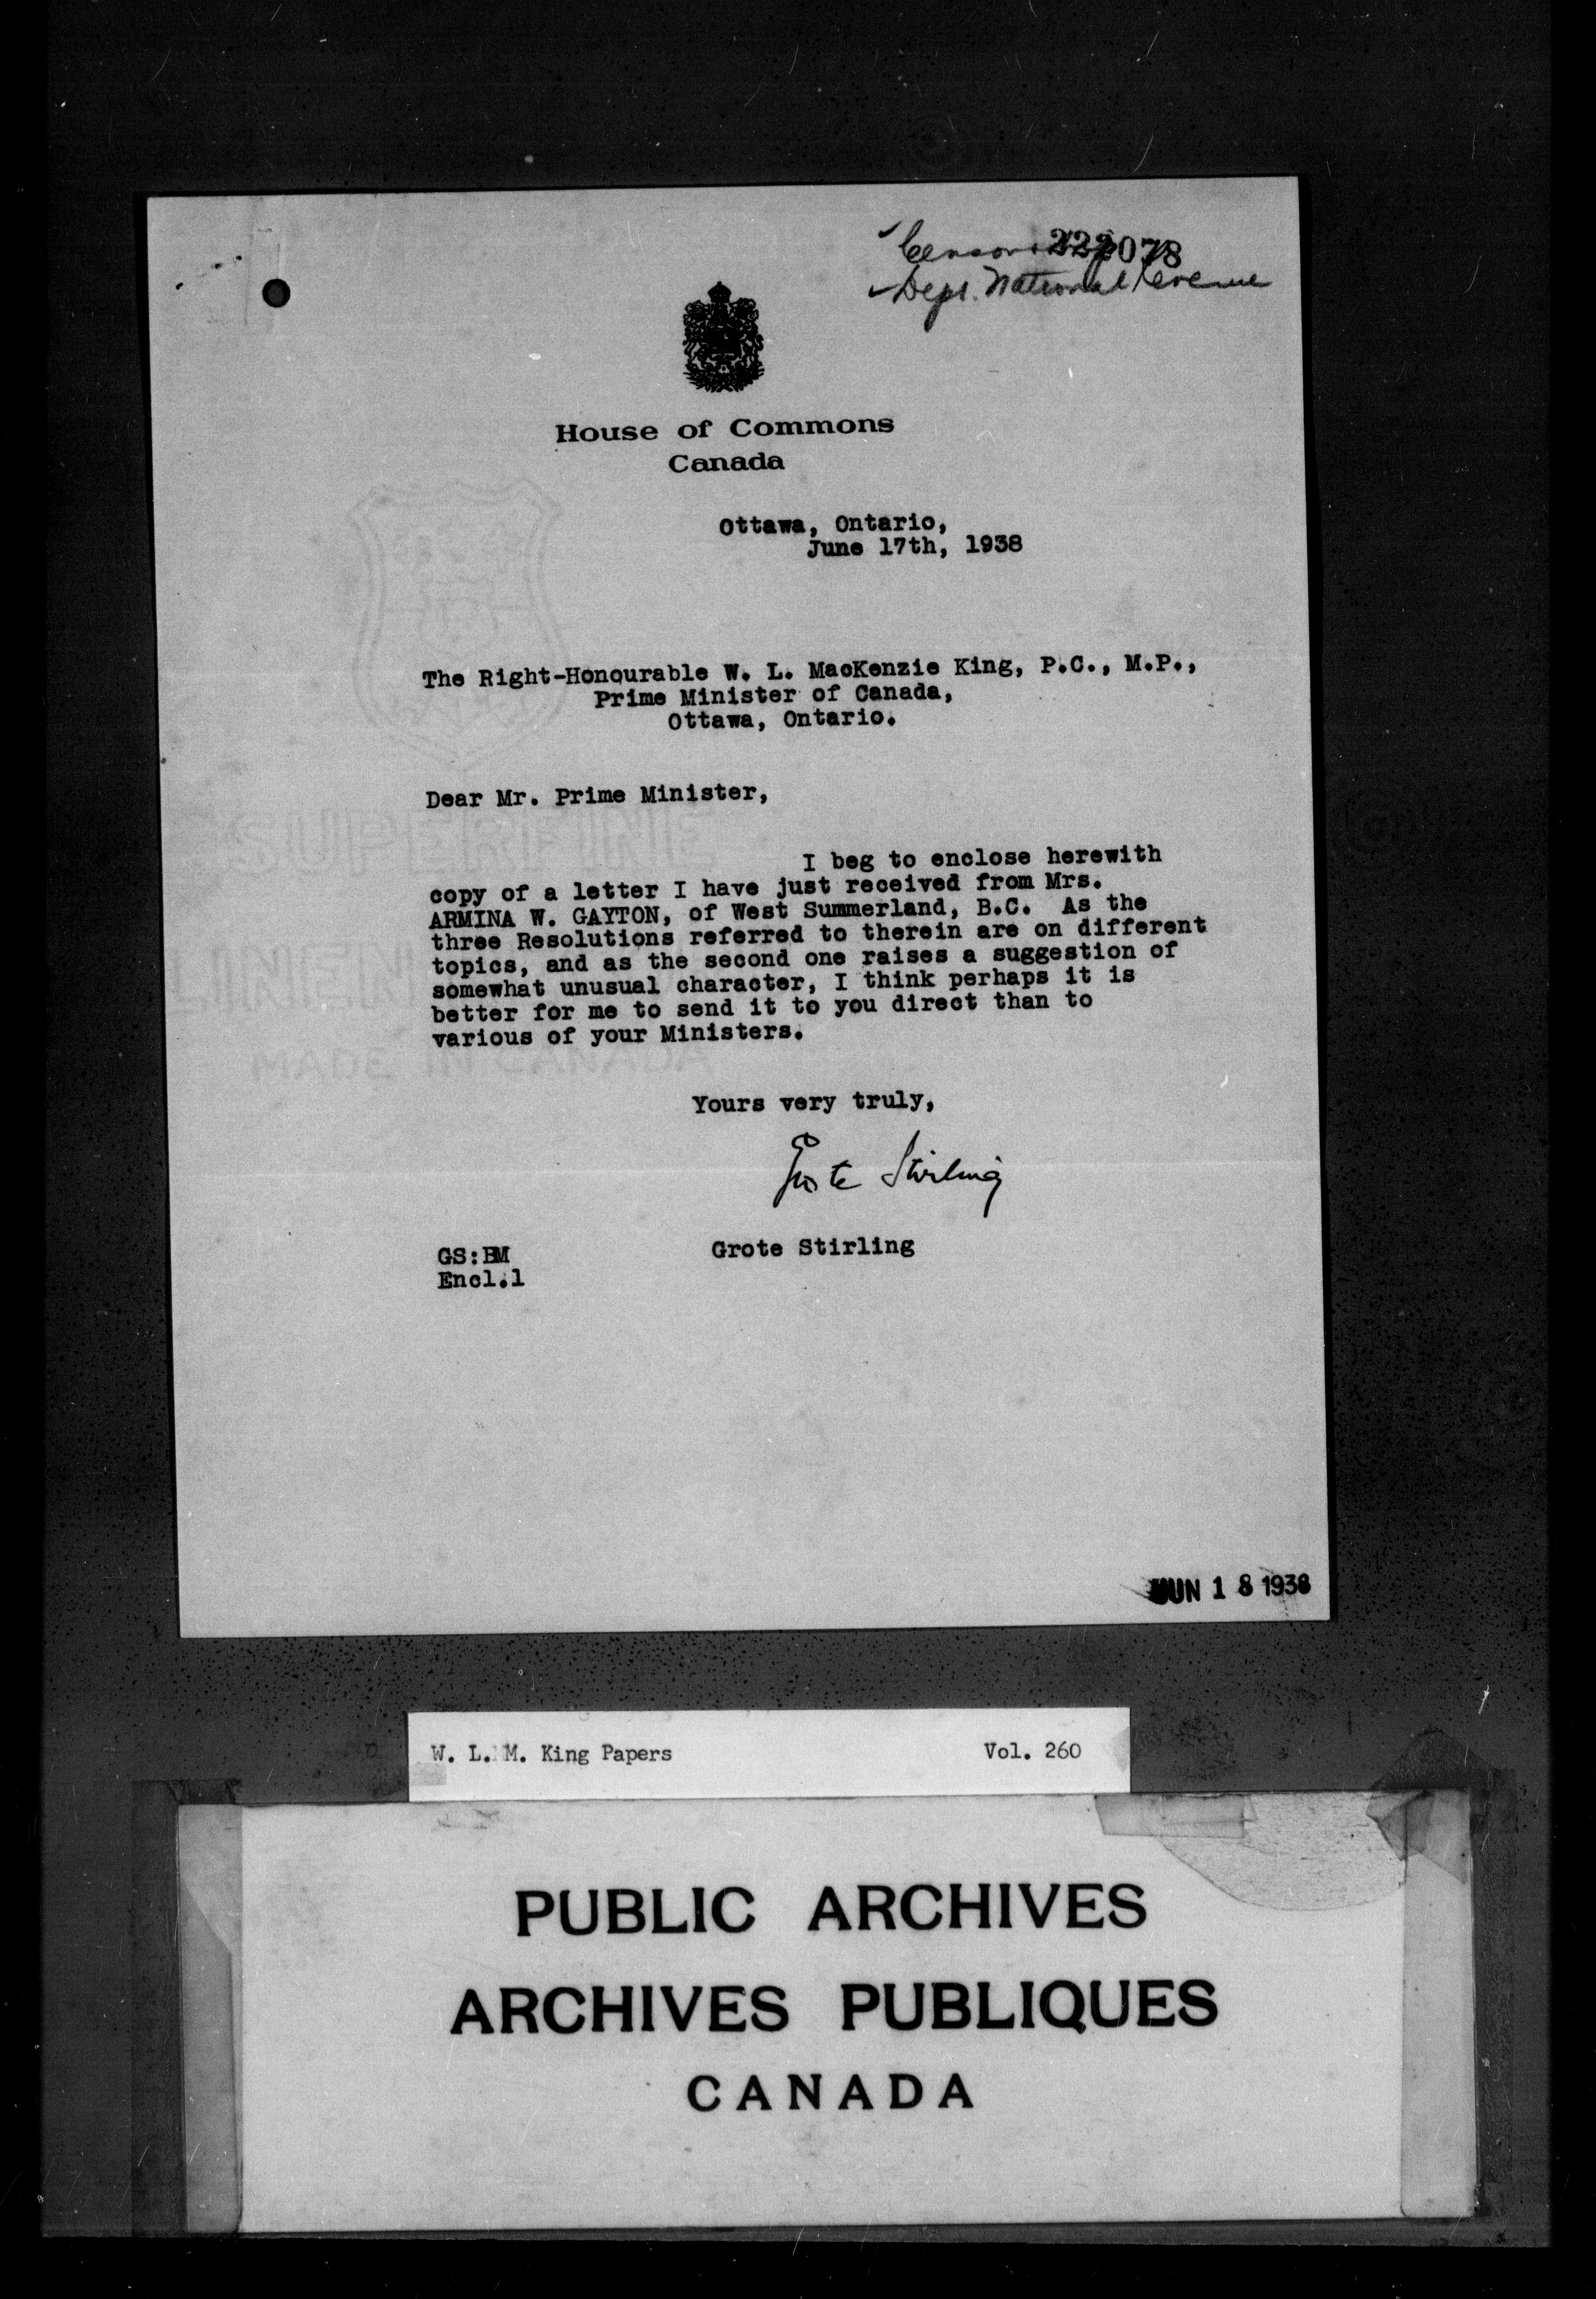 Censorship
222078
Dept. National Revenue
House of Commons
Canada
Ottawa, Ontario,
June 17th, 1938
The Right-Honourable W. L. MacKenzie King, P.C., M.P.,
Prime Minister of Canada,
Ottawa, Ontario.
Dear Mr. Prime Minister,
I beg to enclose herewith
copy of a letter I have just received from Mrs.
ARMINA W. GAYTON, of West Summerland, B.C. As the
three Resolutions referred to therein are on different
topics, and as the second one raises a suggestion of
somewhat unusual character, I think perhaps it is
better for me to send it to you direct than to
various of your Ministers.
SUPERFINE
MADE IN CANADA
Yours very truly,
Grote Stirling
Grote Stirling
GS:BM
Encl.1
JUN 18 1938
W. L. M. King Papers Vol. 260
PUBLIC ARCHIVES
ARCHIVES PUBLIQUES
CANADA